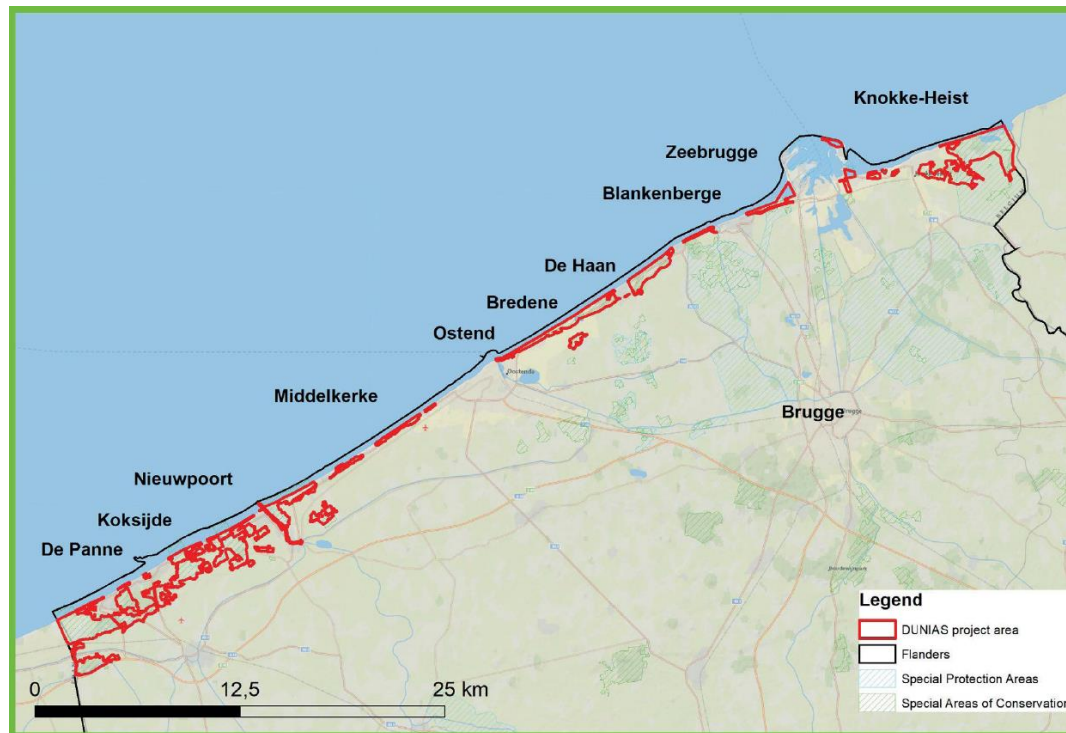 Knokke-Heist
Zeebrugge
Blankenberge
De Haan
Bredene
Ostend
Middelkerke
Brugge
Nieuwpoort
Koksijde
De Panne
Legend
DUNIAS project area
Flanders
Special Protection Areas
Special Areas of Conservation
0
12,5
25 km